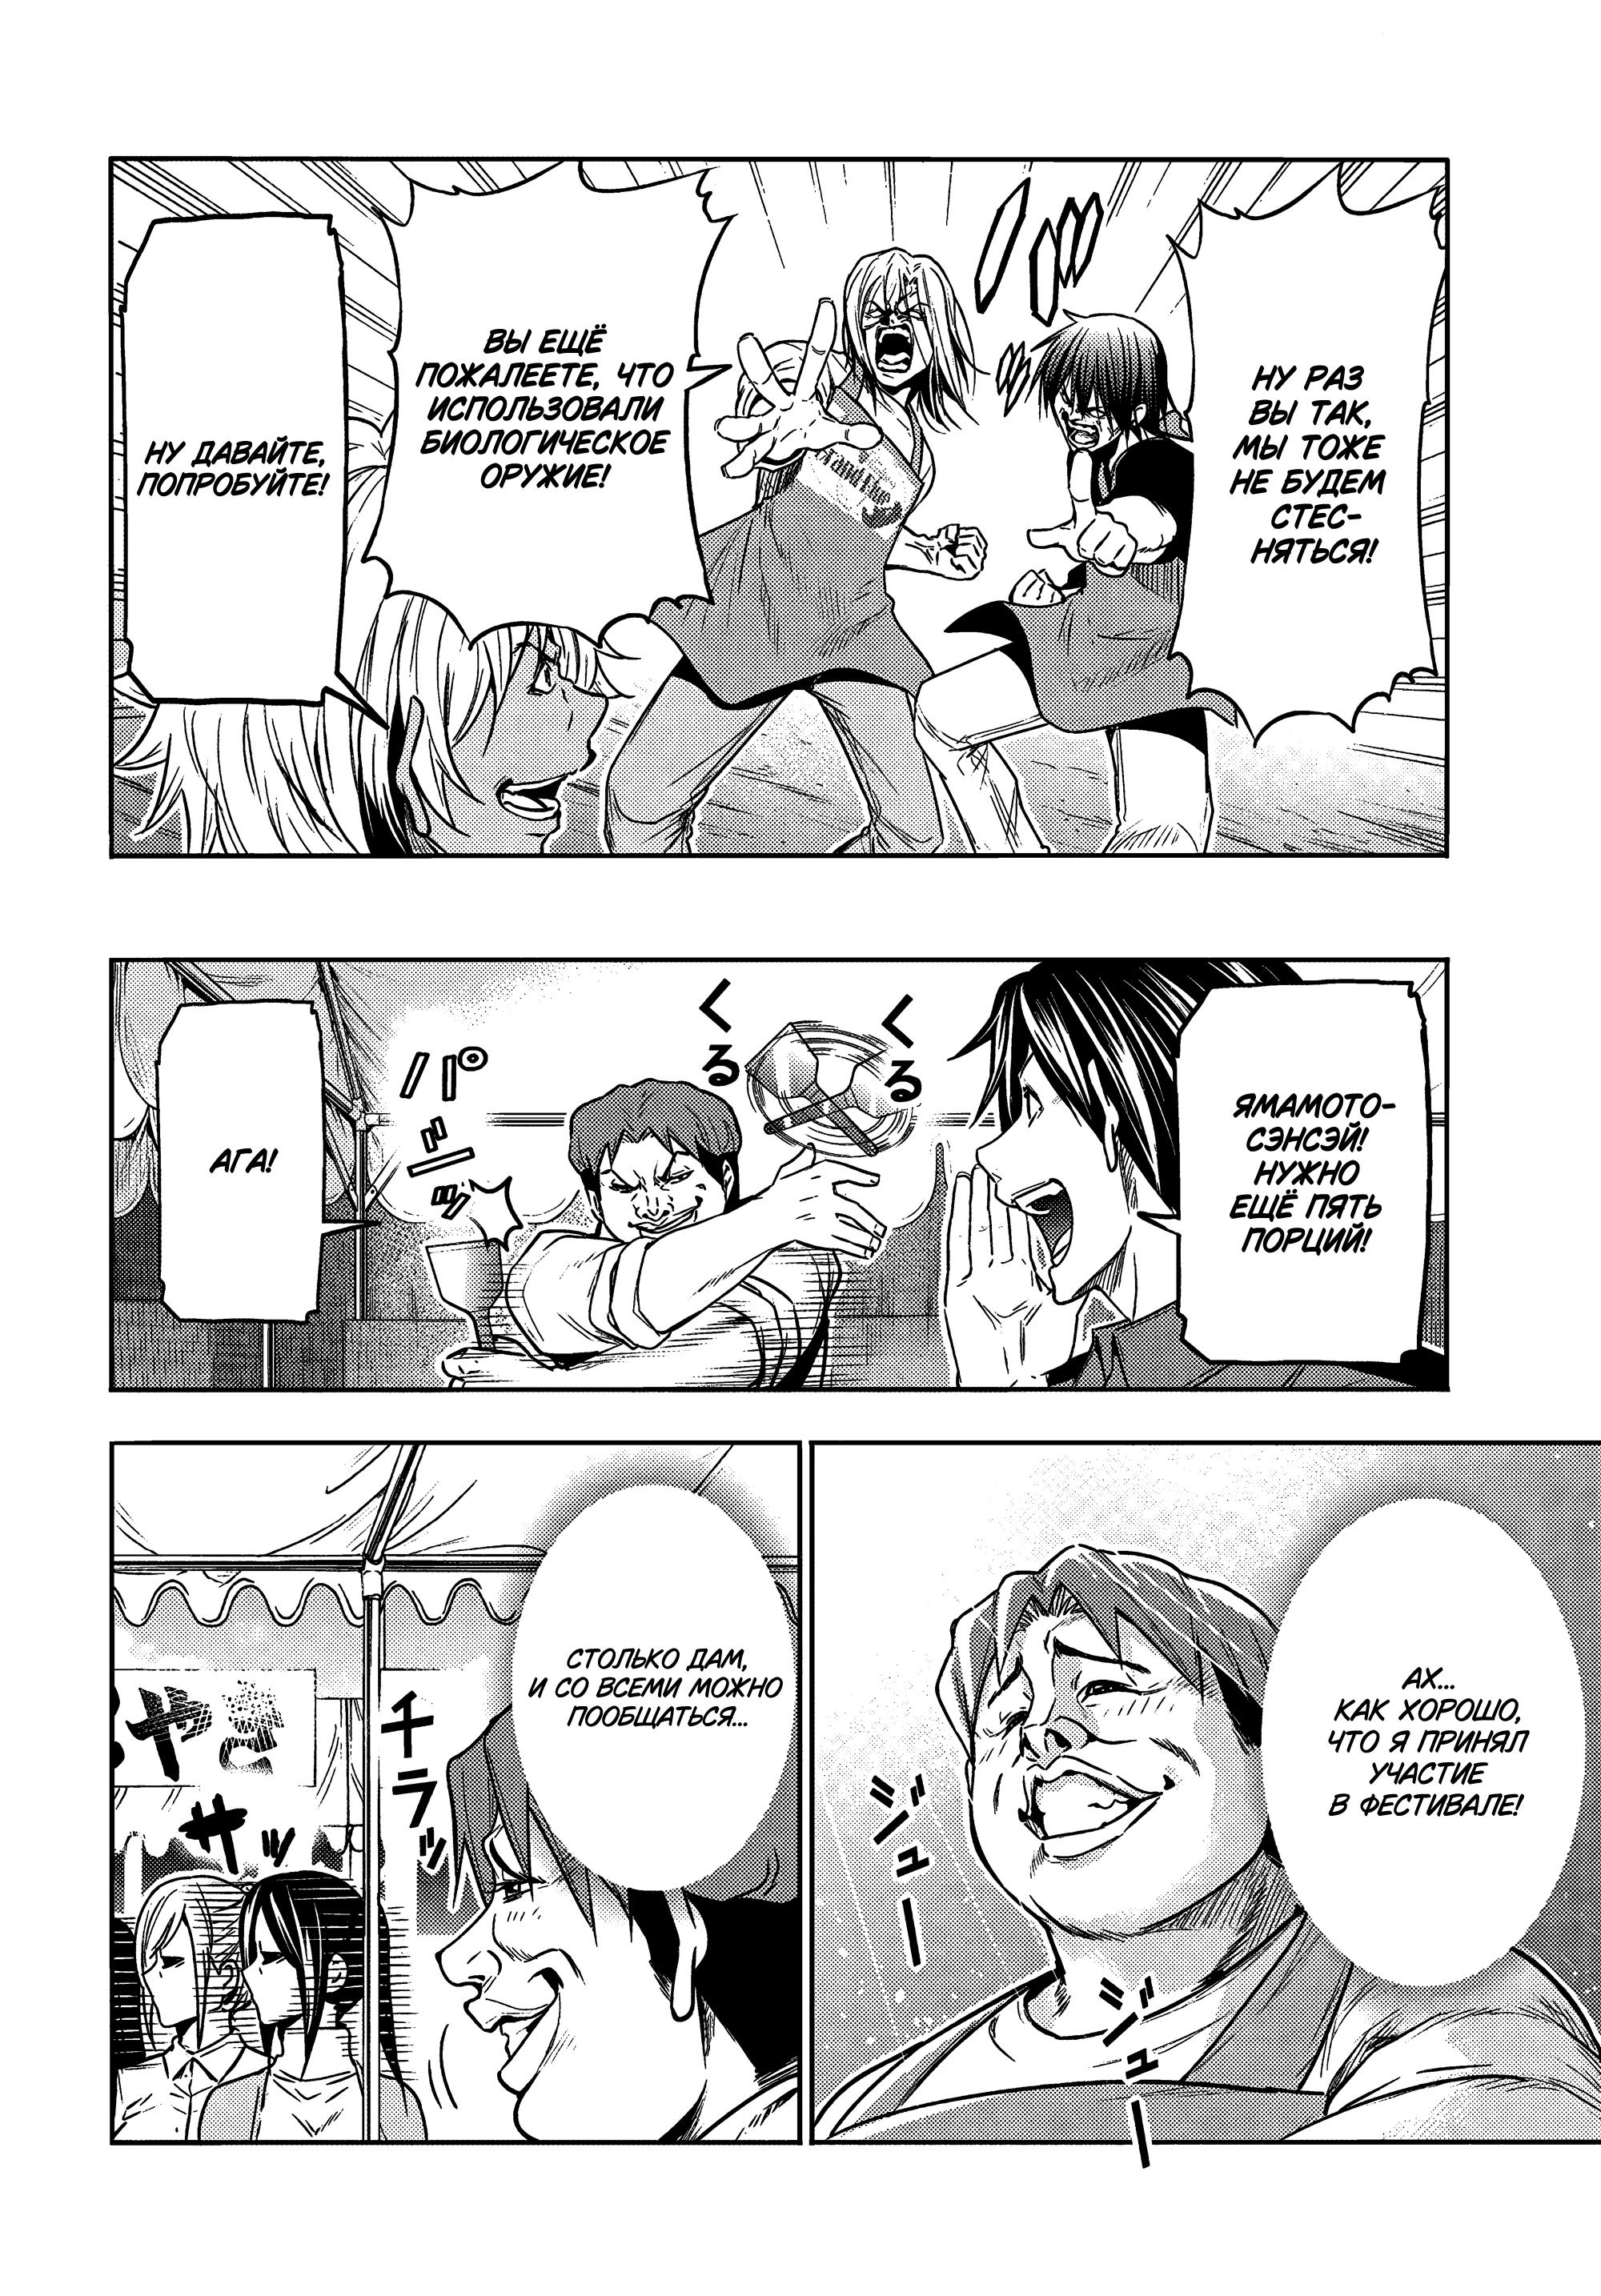 НУ РАЗ
ВЫ ТАК,
МЫ ТОЖЕ
НЕ БУДЕМ
СТЕС-
НЯТЬСЯ!
ВЫ ЕЩЁ
ПОЖАЛЕЕТЕ, ЧТО
ИСПОЛЬЗОВАЛИ
БИОЛОГИЧЕСКОЕ
ОРУЖИЕ!
НУ ДАВАЙТЕ,
ПОПРОБУЙТЕ!
ЯМАМОТО-
СЭНСЭЙ!
НУЖНО
ЕЩЁ ПЯТЬ
ПОРЦИЙ!
くる
くる
パシッ
АГА!
АХ...
КАК ХОРОШО,
ЧТО Я ПРИНЯЛ
УЧАСТИЕ
В ФЕСТИВАЛЕ!
ジュー
ジュー
СТОЛЬКО ДАМ,
И СО ВСЕМИ МОЖНО
ПООБЩАТЬСЯ...
チラッ
サッ
やき